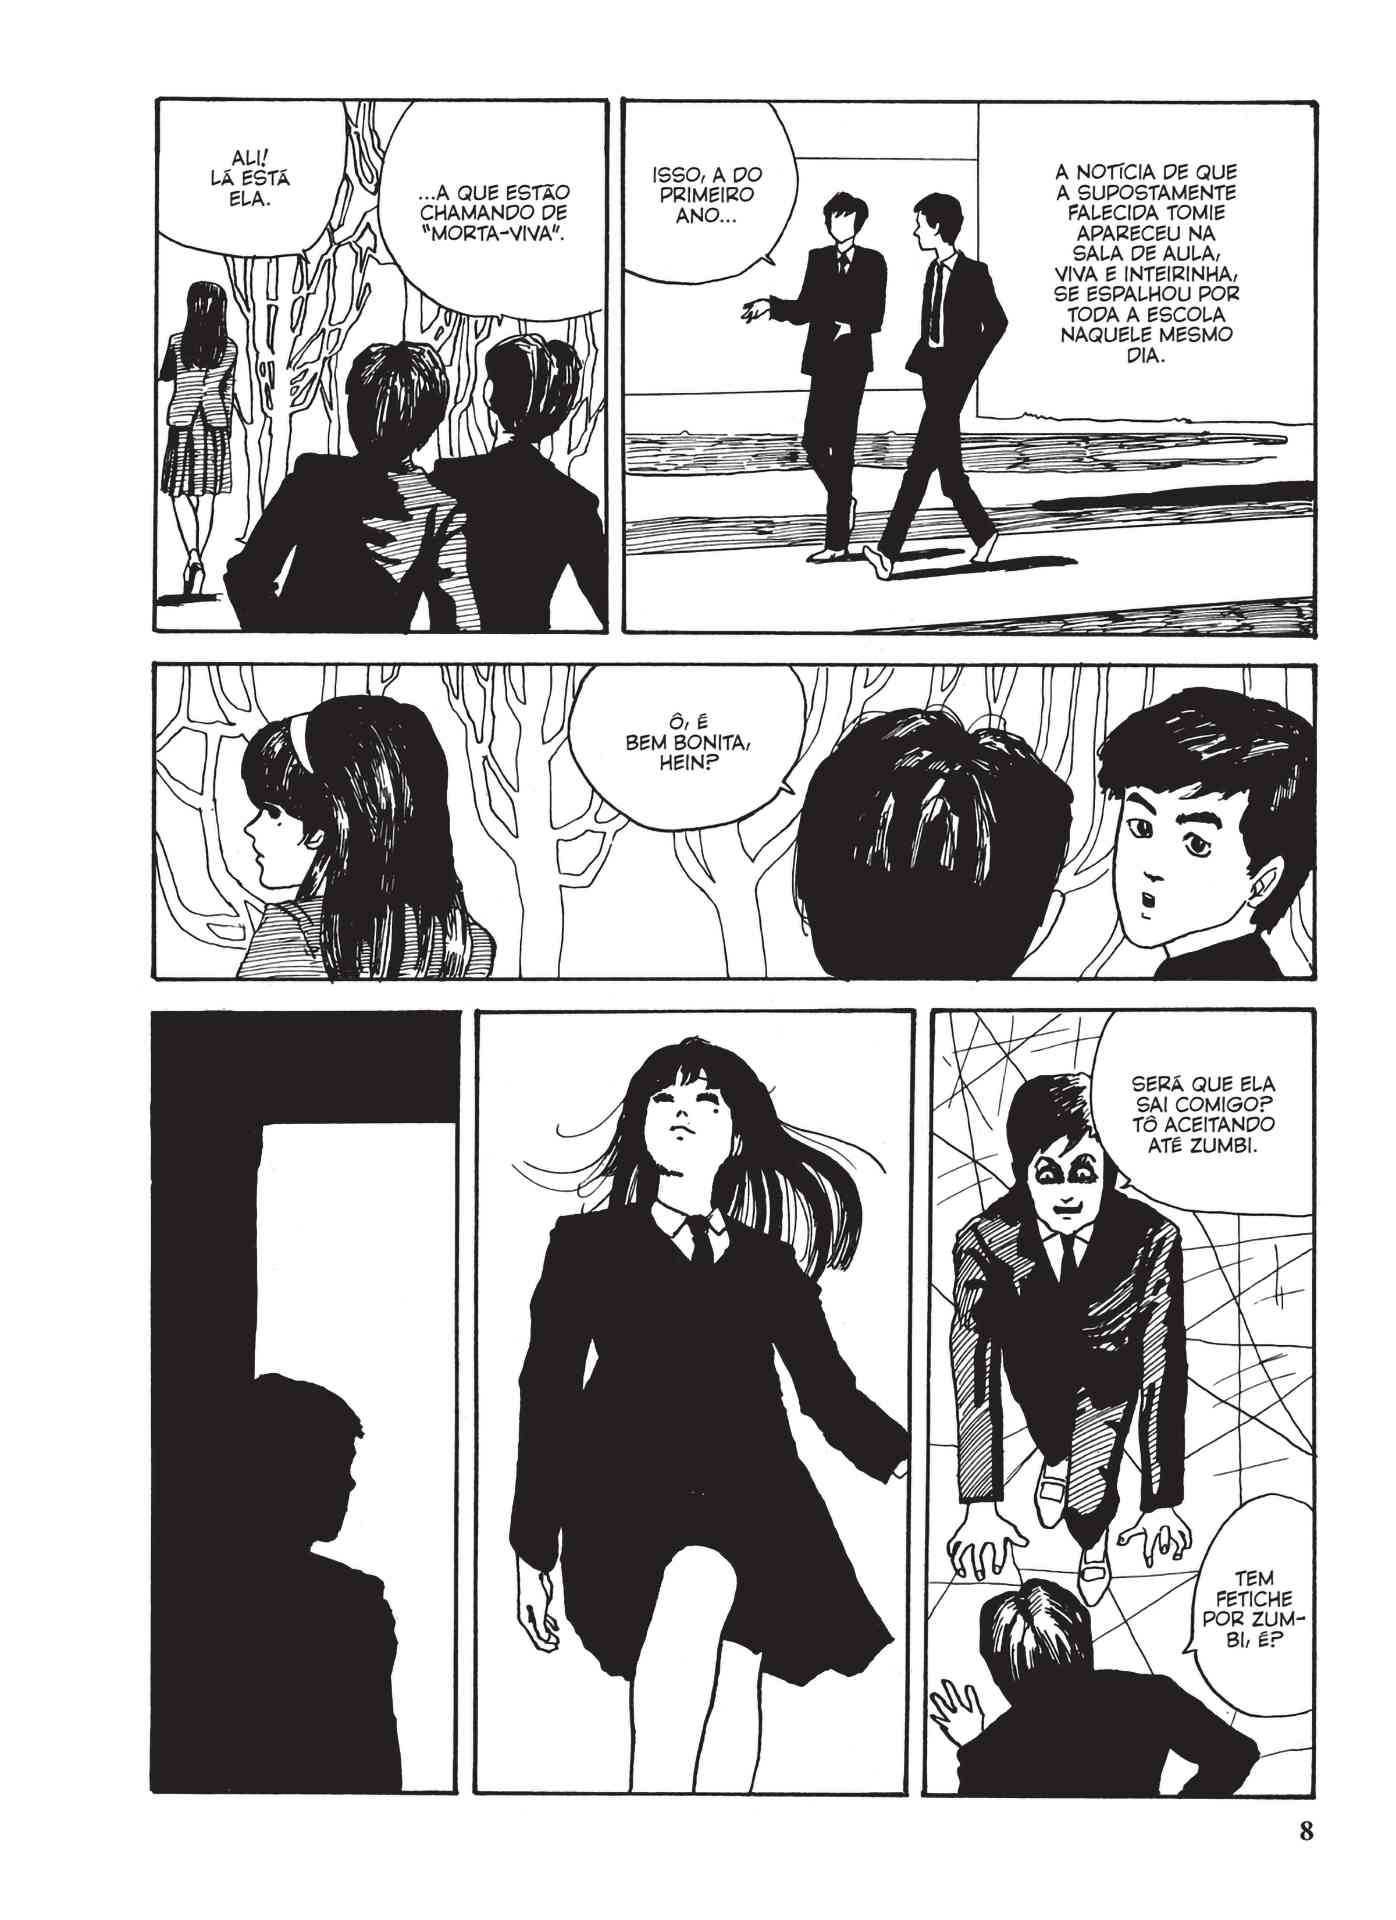 A NOTÍCIA DE QUE
A SUPOSTAMENTE
FALECIDA TOMIE
APARECEU NA
SALA DE AULA,
VIVA E INTEIRINHA,
SE ESPALHOU POR
TODA A ESCOLA
NAQUELE MESMO
DIA.
ISSO, A DO
PRIMEIRO
ANO...
...A QUE ESTÃO
CHAMANDO DE
"MORTA-VIVA".
ALI!
LÁ ESTÁ
ELA.
Ô, É
BEM BONITA,
HEIN?
SERÁ QUE ELA
SAI COMIGO?
TÔ ACEITANDO
ATÉ ZUMBI.
TEM
FETICHE
POR ZUM-
BI, É?
8